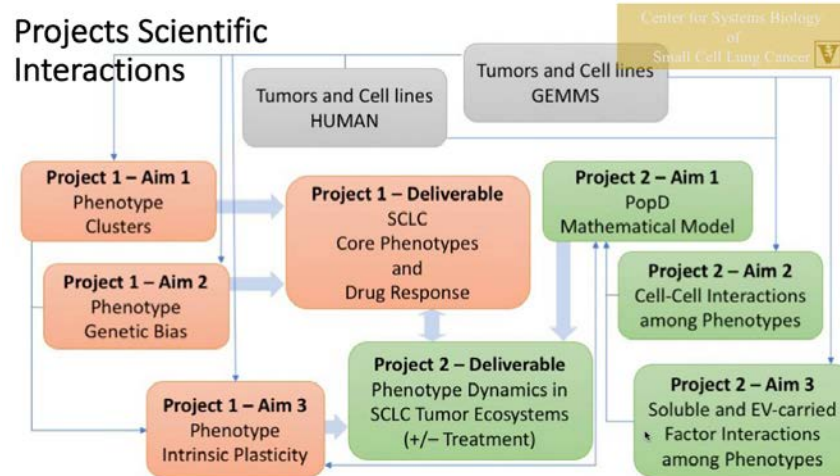 Projects Scientific
Interactions
Center for Systems Biology
of
Small Cell Lung Cancer
Tumors and Cell lines
HUMAN
Tumors and Cell lines
GEMMS
Project 1 – Aim 1
Phenotype
Clusters
Project 1 – Deliverable
SCLC
Core Phenotypes
and
Drug Response
Project 2 – Aim 1
PopD
Mathematical Model
Project 1 – Aim 2
Phenotype
Genetic Bias
Project 2 – Aim 2
Cell-Cell Interactions
among Phenotypes
Project 2 – Deliverable
Phenotype Dynamics in
SCLC Tumor Ecosystems
(+/– Treatment)
Project 1 – Aim 3
Phenotype
Intrinsic Plasticity
Project 2 – Aim 3
Soluble and EV-carried
Factor Interactions
among Phenotypes